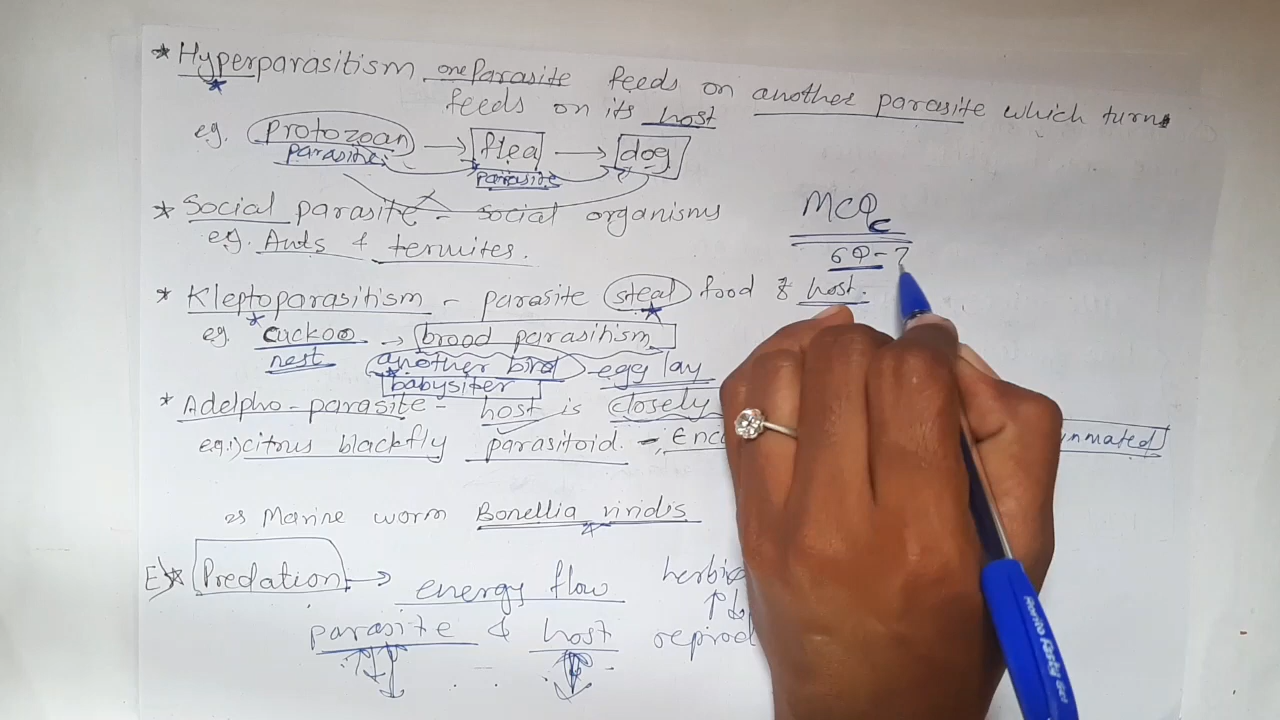 * Hyperparasitism one parasite feeds on another parasite which turns
feeds on its host
eg. protozoan → flea → dog
parasite parasite
* Social parasite - social organisms
eg. Ants & termites.
MCQ
6Q-?
* Kleptoparasitism - parasite steal food & host.
eg. cuckoo → brood parasitism
nest another bird egg lay
babysiter
* Adelpho-parasite - host is closely
e.g. 1) citrus blackfly parasitoid.
2) Marine worm Bonellia viridis
E)* Predation → energy flow
parasite & host